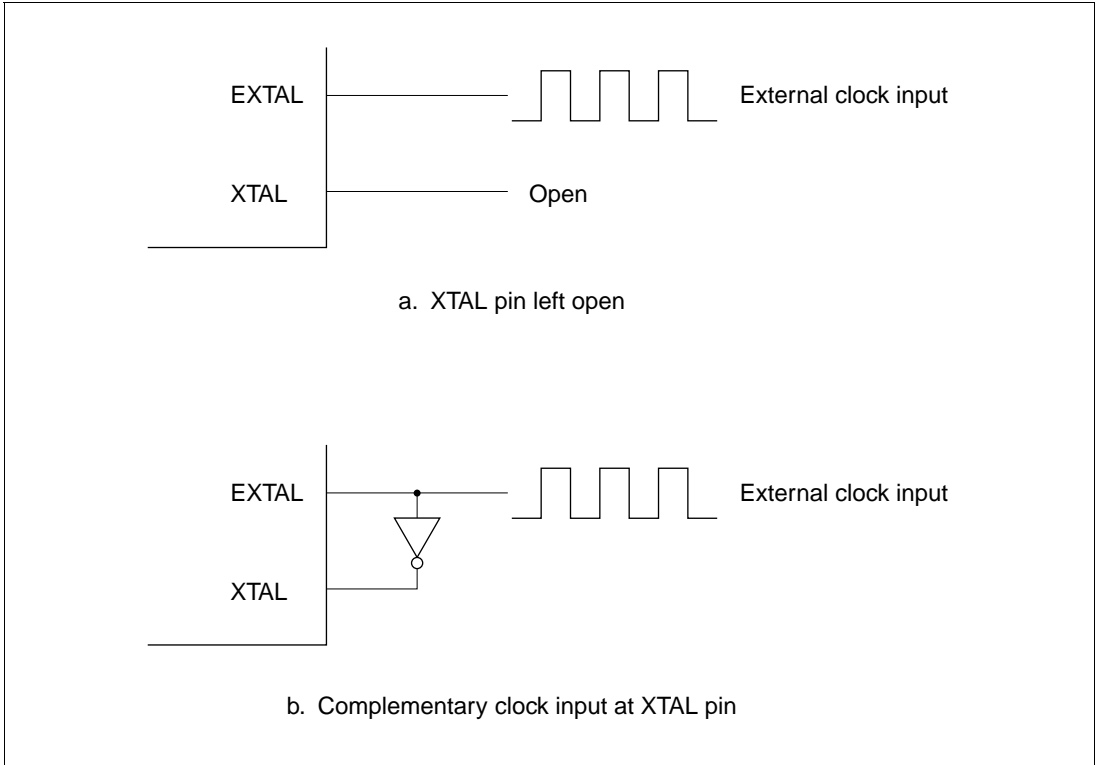 EXTAL
External clock input
XTAL
Open
a. XTAL pin left open
EXTAL
External clock input
XTAL
b. Complementary clock input at XTAL pin